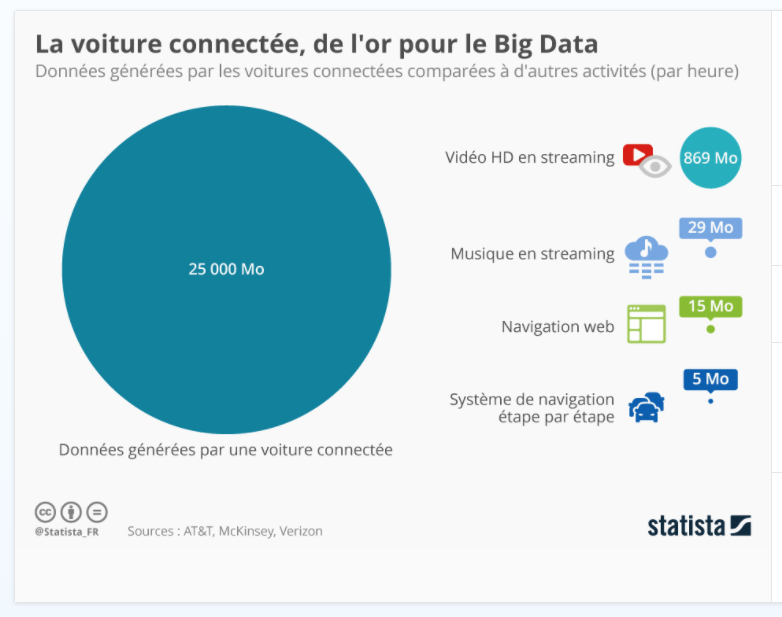 La voiture connectée, de l'or pour le Big Data
Données générées par les voitures connectées comparées à d'autres activités (par heure)
25 000 Mo
Données générées par une voiture connectée
Vidéo HD en streaming
869 Mo
Musique en streaming
29 Mo
Navigation web
15 Mo
Système de navigation
étape par étape
5 Mo
cc
@Statista_FR
Sources : AT&T, McKinsey, Verizon
statista